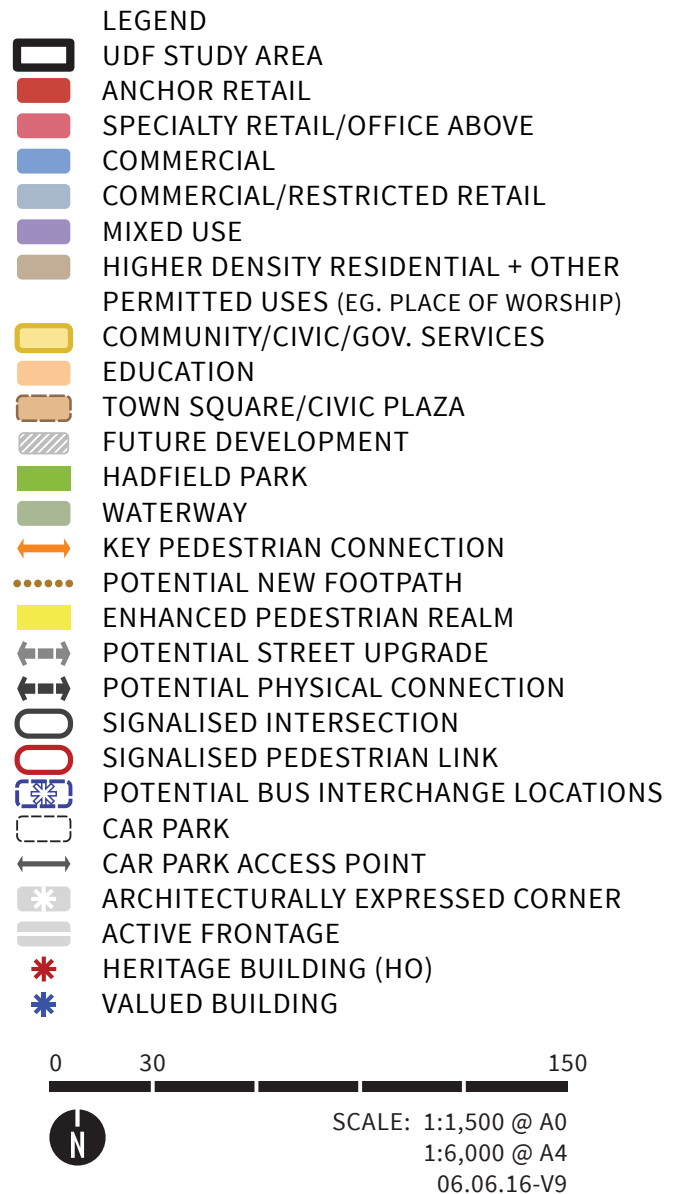 LEGEND
UDF STUDY AREA
ANCHOR RETAIL
SPECIALTY RETAIL/OFFICE ABOVE
COMMERCIAL
COMMERCIAL/RESTRICTED RETAIL
MIXED USE
HIGHER DENSITY RESIDENTIAL + OTHER
PERMITTED USES (EG. PLACE OF WORSHIP)
COMMUNITY/CIVIC/GOV. SERVICES
EDUCATION
TOWN SQUARE/CIVIC PLAZA
FUTURE DEVELOPMENT
HADFIELD PARK
WATERWAY
KEY PEDESTRIAN CONNECTION
POTENTIAL NEW FOOTPATH
ENHANCED PEDESTRIAN REALM
POTENTIAL STREET UPGRADE
POTENTIAL PHYSICAL CONNECTION
SIGNALISED INTERSECTION
SIGNALISED PEDESTRIAN LINK
POTENTIAL BUS INTERCHANGE LOCATIONS
CAR PARK
CAR PARK ACCESS POINT
ARCHITECTURALLY EXPRESSED CORNER
ACTIVE FRONTAGE
HERITAGE BUILDING (HO)
VALUED BUILDING
0 30 150
N
SCALE: 1:1,500 @ A0
1:6,000 @ A4
06.06.16-V9